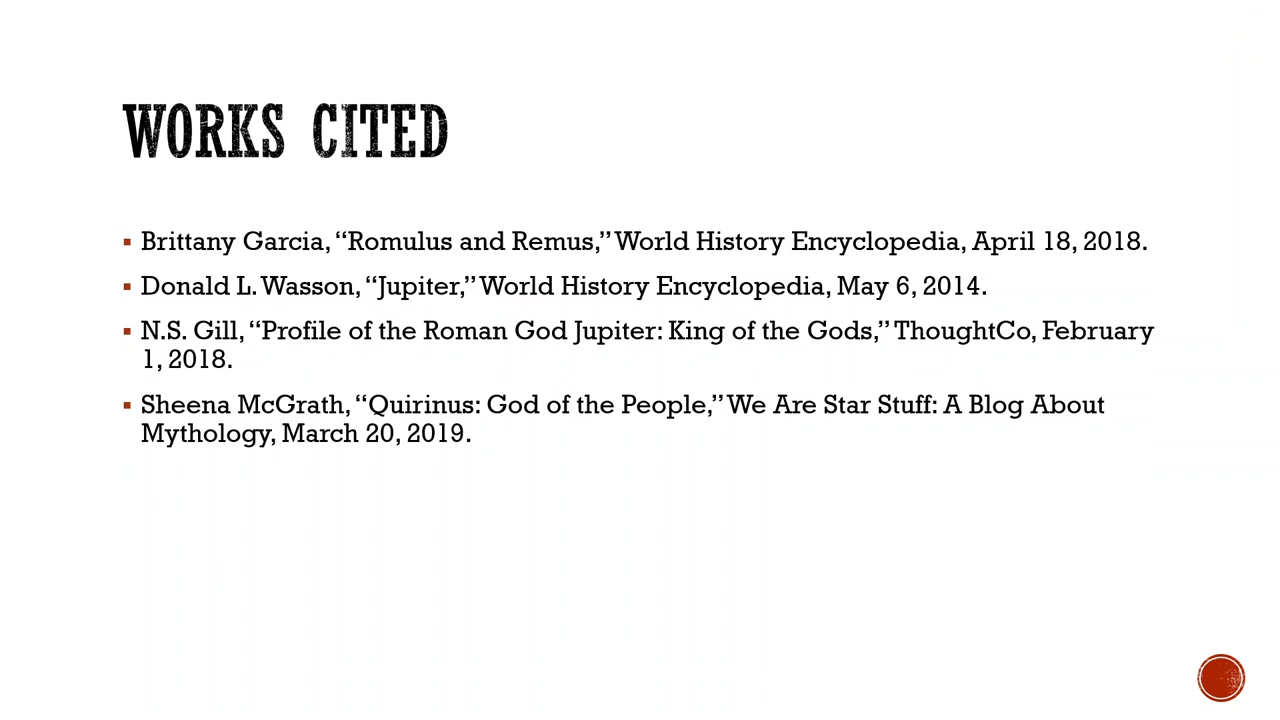 WORKS CITED
▪ Brittany Garcia, “Romulus and Remus,” World History Encyclopedia, April 18, 2018.
▪ Donald L. Wasson, “Jupiter,” World History Encyclopedia, May 6, 2014.
▪ N.S. Gill, “Profile of the Roman God Jupiter: King of the Gods,” ThoughtCo, February
1, 2018.
▪ Sheena McGrath, “Quirinus: God of the People,” We Are Star Stuff: A Blog About
Mythology, March 20, 2019.